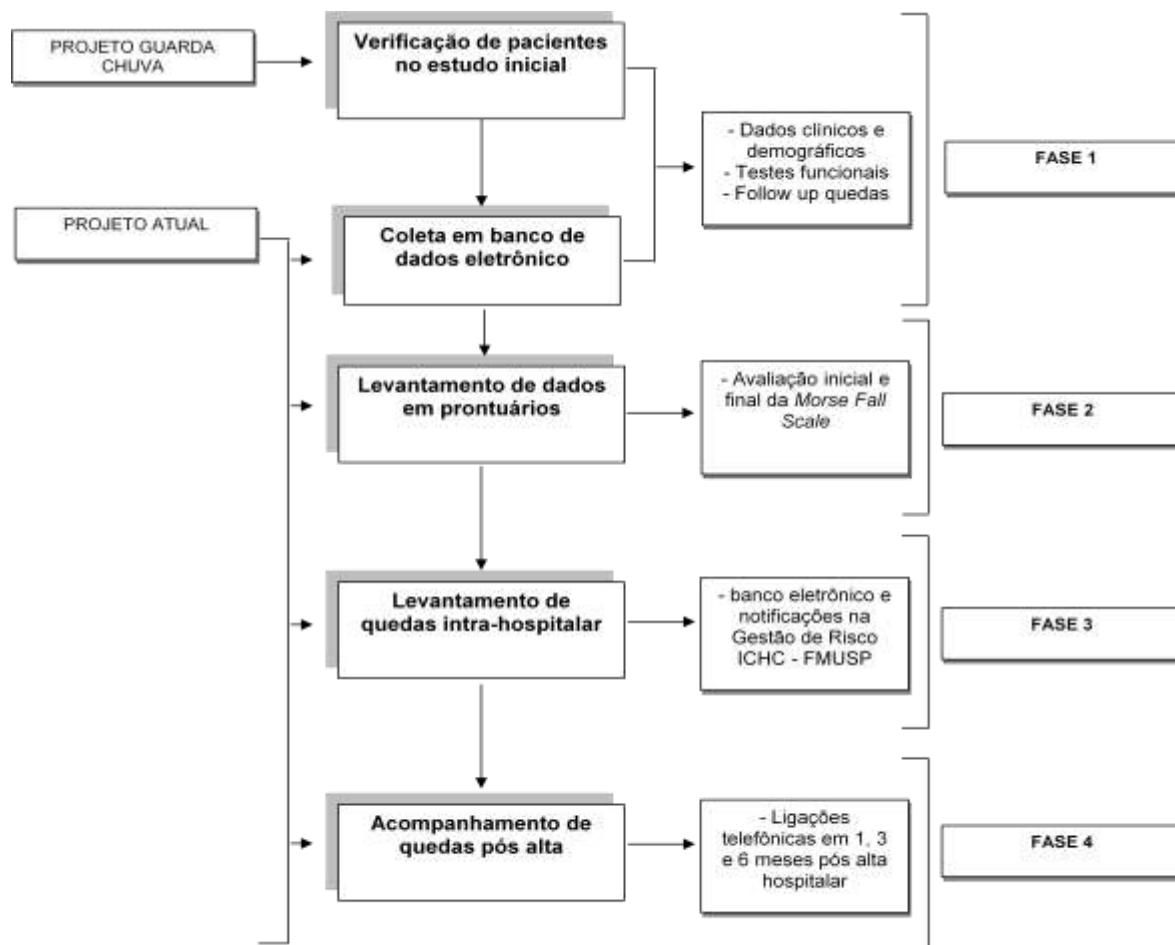 PROJETO GUARDA
CHUVA
Verificação de pacientes
no estudo inicial
- Dados clínicos e
demográficos
- Testes funcionais
- Follow up quedas
FASE 1
PROJETO ATUAL
Coleta em banco de
dados eletrônico
Levantamento de dados
em prontuários
- Avaliação inicial e
final da Morse Fall
Scale
FASE 2
Levantamento de
quedas intra-hospitalar
- banco eletrônico e
notificações na
Gestão de Risco
ICHC - FMUSP
FASE 3
Acompanhamento de
quedas pós alta
- Ligações
telefônicas em 1, 3
e 6 meses pós alta
hospitalar
FASE 4